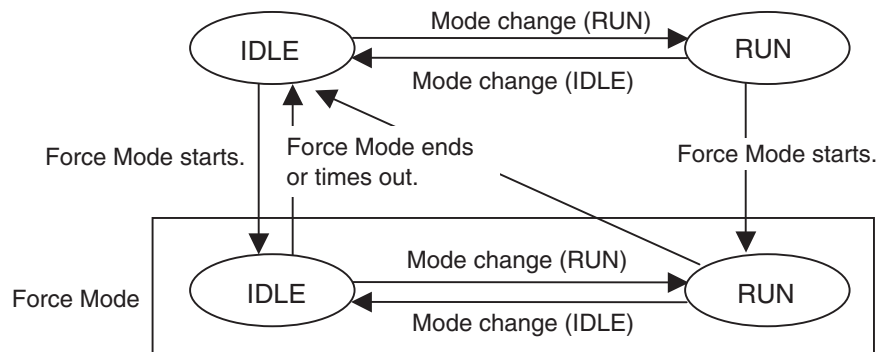 Mode change (RUN)
IDLE
RUN
Mode change (IDLE)
Force Mode starts.
Force Mode ends
or times out.
Force Mode starts.
Mode change (RUN)
IDLE
RUN
Force Mode
Mode change (IDLE)